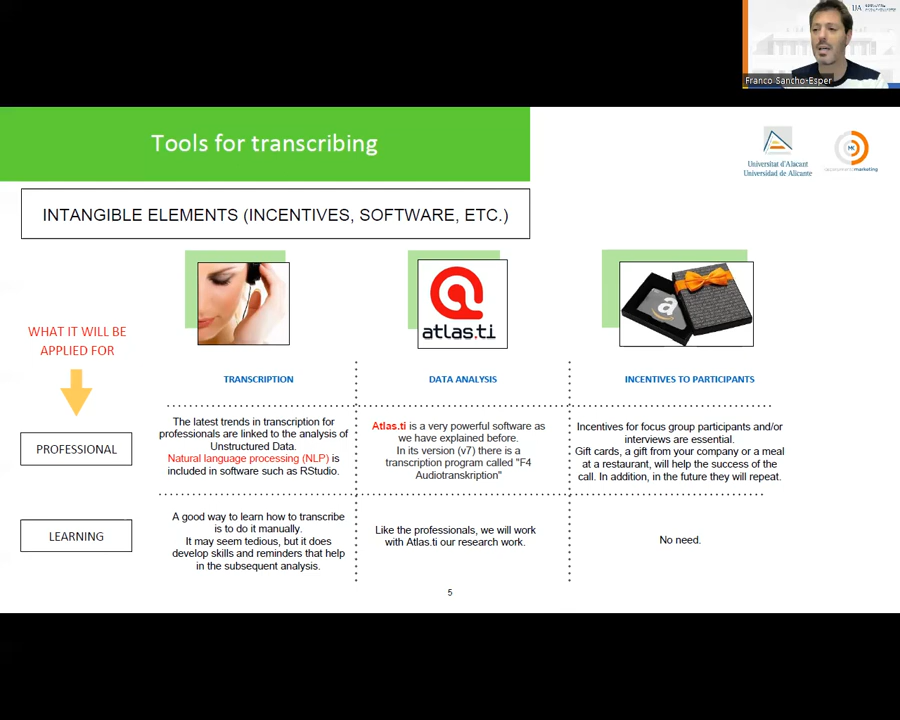 Franco Sancho-Esper
Tools for transcribing
Universitat d'Alacant
Universidad de Alicante
INTANGIBLE ELEMENTS (INCENTIVES, SOFTWARE, ETC.)
atlas.ti
a
WHAT IT WILL BE
APPLIED FOR
TRANSCRIPTION
DATA ANALYSIS
INCENTIVES TO PARTICIPANTS
PROFESSIONAL
The latest trends in transcription for
professionals are linked to the analysis of
Unstructured Data.
Natural language processing (NLP) is
included in software such as RStudio.
Atlas.ti is a very powerful software as
we have explained before.
In its version (v7) there is a
transcription program called "F4
Audiotranskription"
Incentives for focus group participants and/or
interviews are essential.
Gift cards, a gift from your company or a meal
at a restaurant, will help the success of the
call. In addition, in the future they will repeat.
LEARNING
A good way to learn how to transcribe
is to do it manually.
It may seem tedious, but it does
develop skills and reminders that help
in the subsequent analysis.
Like the professionals, we will work
with Atlas.ti our research work.
No need.
5